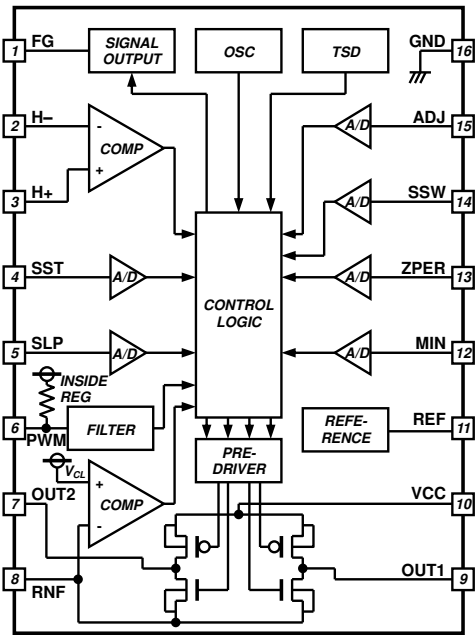 1 FG
SIGNAL
OUTPUT
OSC
TSD
GND 16
2 H–
-
COMP
+
3 H+
A/D
ADJ 15
A/D
SSW 14
4 SST
A/D
CONTROL
LOGIC
A/D
ZPER 13
5 SLP
A/D
A/D
MIN 12
INSIDE
REG
6
PWM
FILTER
REFE-
RENCE
REF
11
VCL
+
COMP
-
PRE-
DRIVER
OUT2
7
VCC
10
8
RNF
OUT1
9